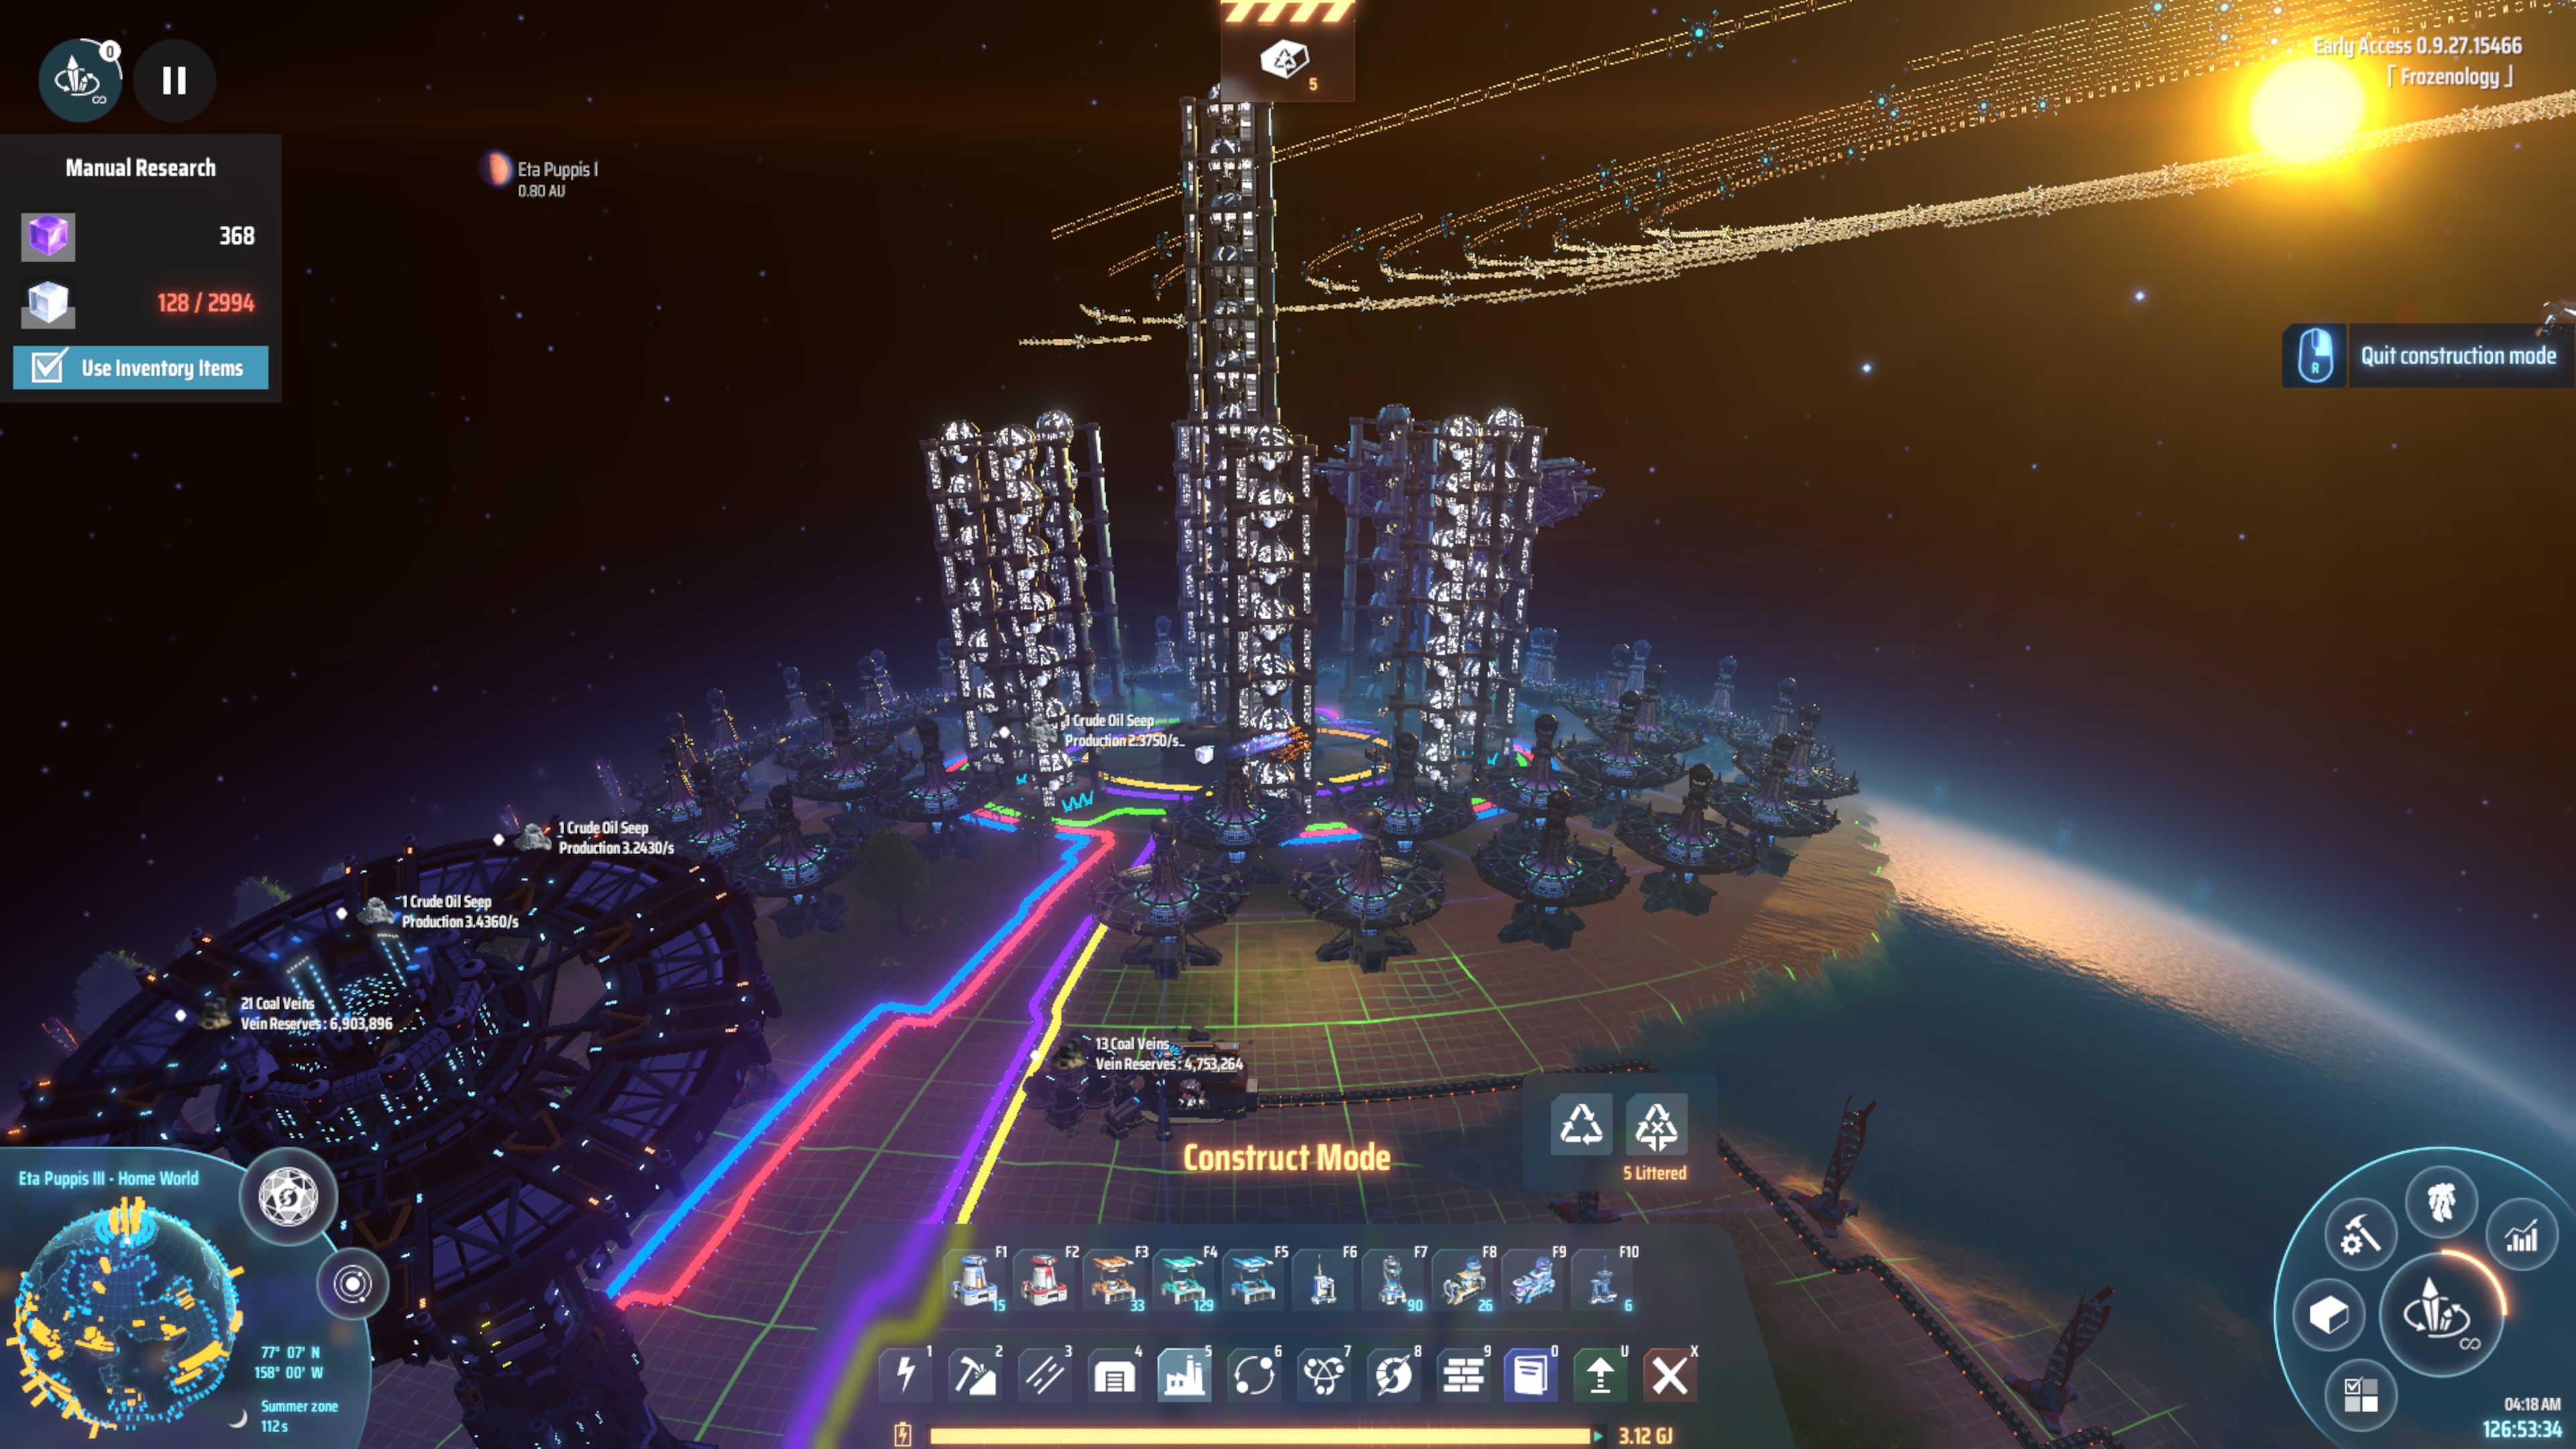 0
5
Early Access 0.9.27.15466
「 Frozenology 」
Manual Research
368
128 / 2994
Use Inventory Items
Eta Puppis I
0.80 AU
R
Quit construction mode
1 Crude Oil Seep
Production 2.3750/s
1 Crude Oil Seep
Production 3.2430/s
1 Crude Oil Seep
Production 3.4360/s
21 Coal Veins
Vein Reserves : 6,903,896
13 Coal Veins
Vein Reserves : 4,753,264
Construct Mode
5 Littered
Eta Puppis III - Home World
77° 07' N
158° 00' W
Summer zone
112 s
F1 F2 F3 F4 F5 F6 F7 F8 F9 F10
15 33 129 90 26 6
1 2 3 4 5 6 7 8 9 0 U X
3.12 GJ
04:18 AM
126:53:34